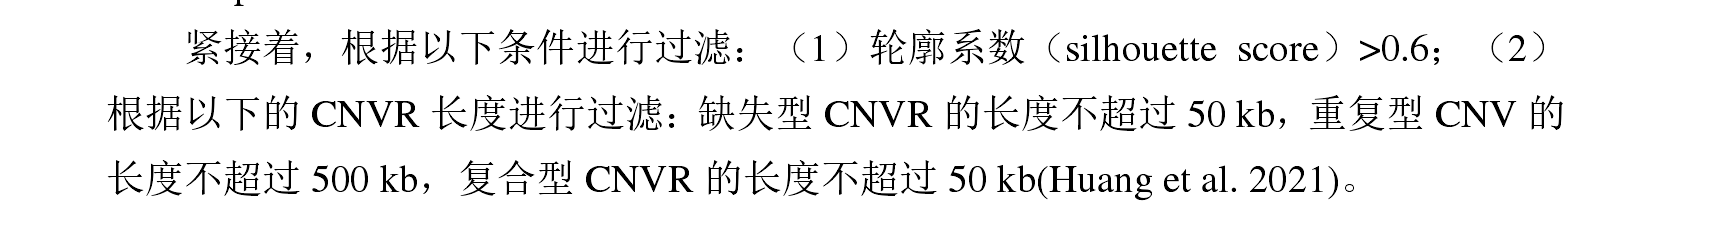 紧接着，根据以下条件进行过滤：（1）轮廓系数（silhouette score）>0.6；（2）
根据以下的 CNVR 长度进行过滤：缺失型 CNVR 的长度不超过 50 kb，重复型 CNV 的
长度不超过 500 kb，复合型 CNVR 的长度不超过 50 kb(Huang et al. 2021)。